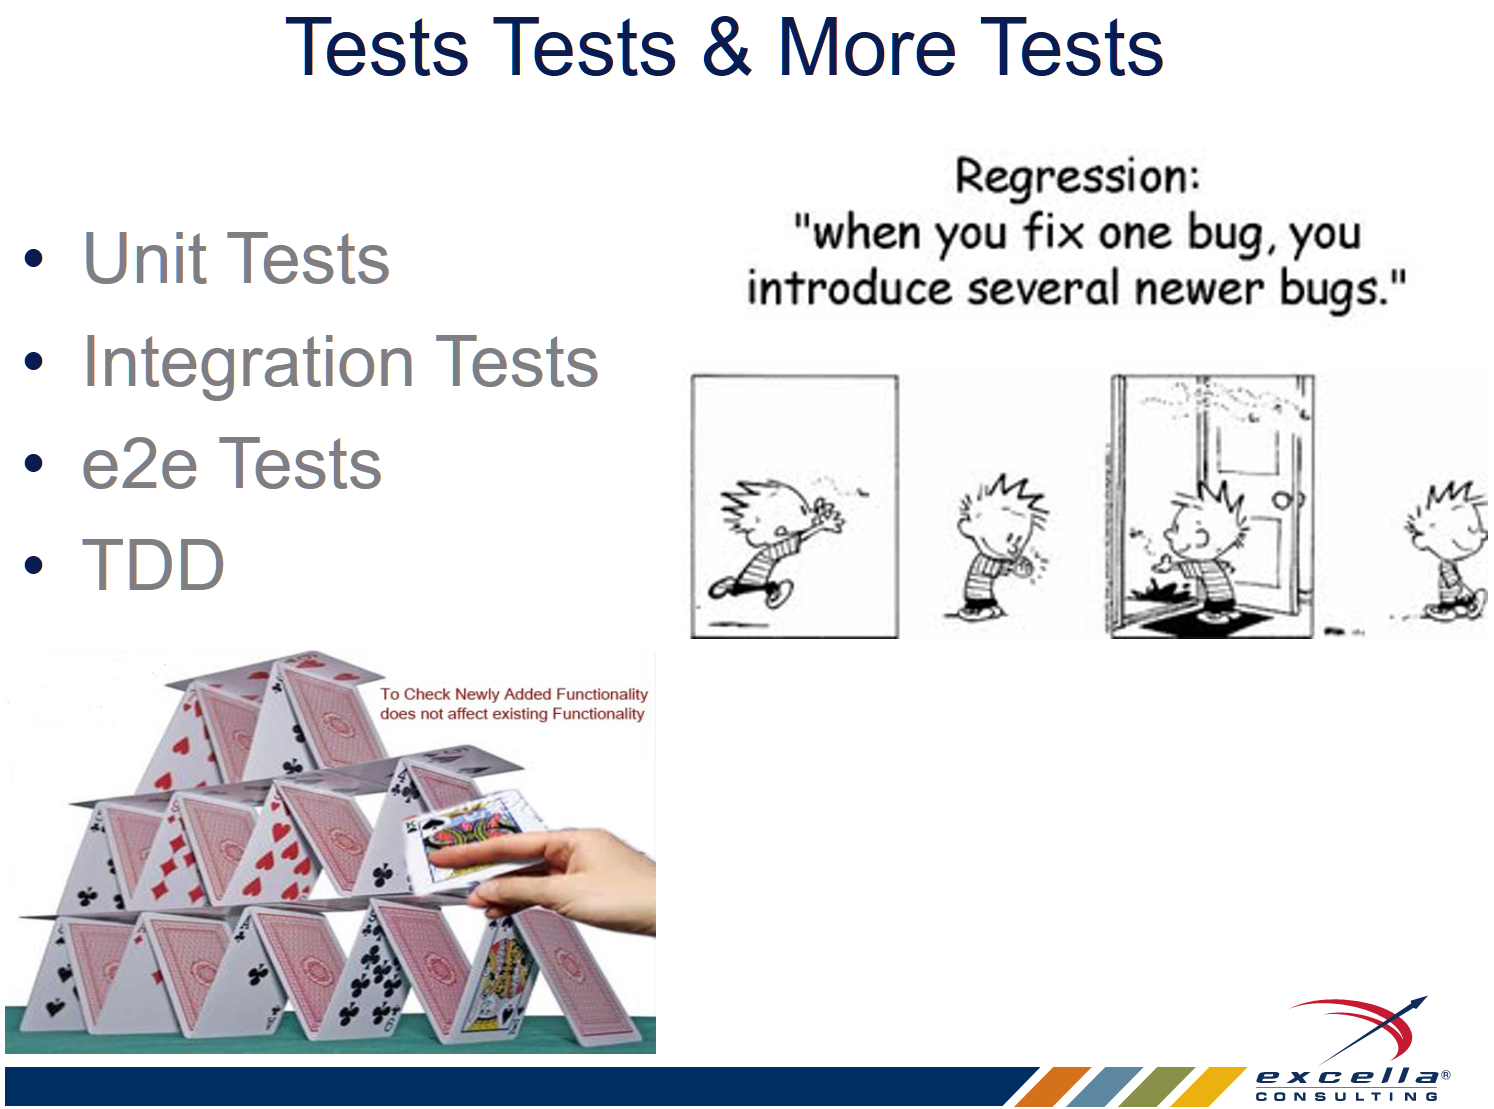 Tests Tests & More Tests
• Unit Tests
• Integration Tests
• e2e Tests
• TDD
Regression:
"when you fix one bug, you
introduce several newer bugs."
To Check Newly Added Functionality
does not affect existing Functionality
excella®
CONSULTING